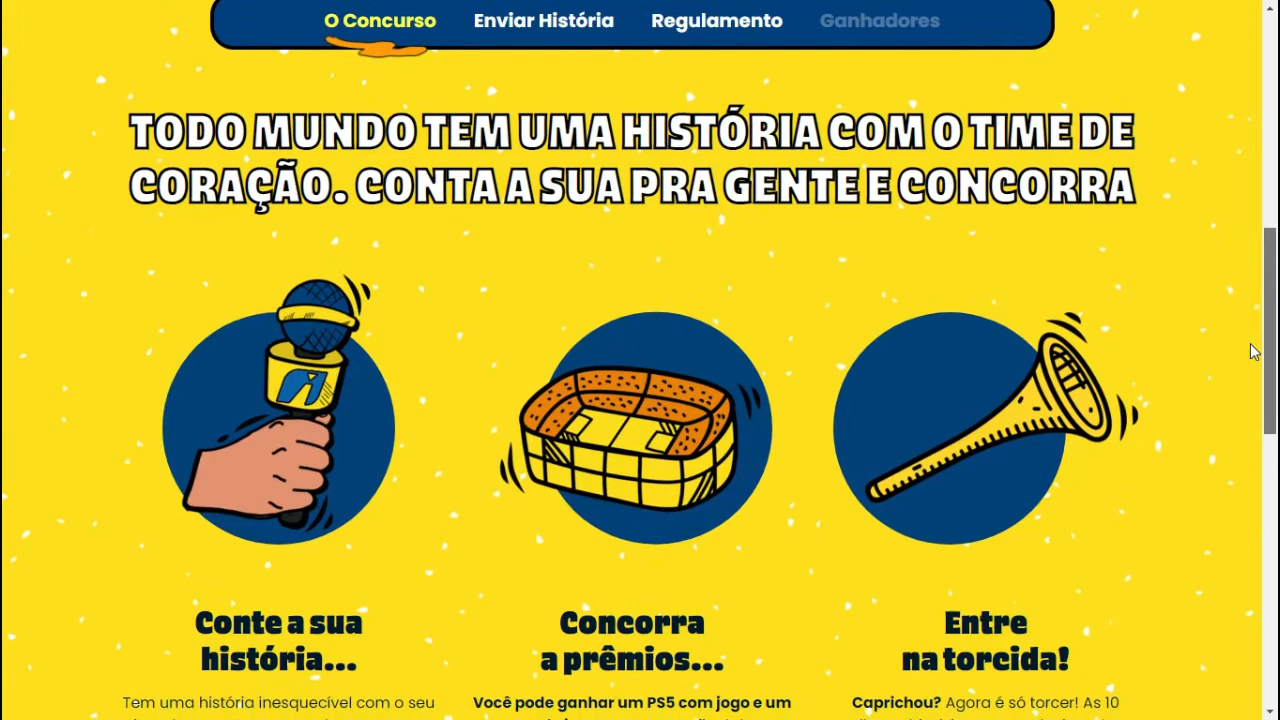 O Concurso Enviar História Regulamento Ganhadores
TODO MUNDO TEM UMA HISTÓRIA COM O TIME DE
CORAÇÃO. CONTA A SUA PRA GENTE E CONCORRA
Conte a sua
história...
Concorra
a prêmios...
Entre
na torcida!
Tem uma história inesquecível com o seu
Você pode ganhar um PS5 com jogo e um
Caprichou? Agora é só torcer! As 10